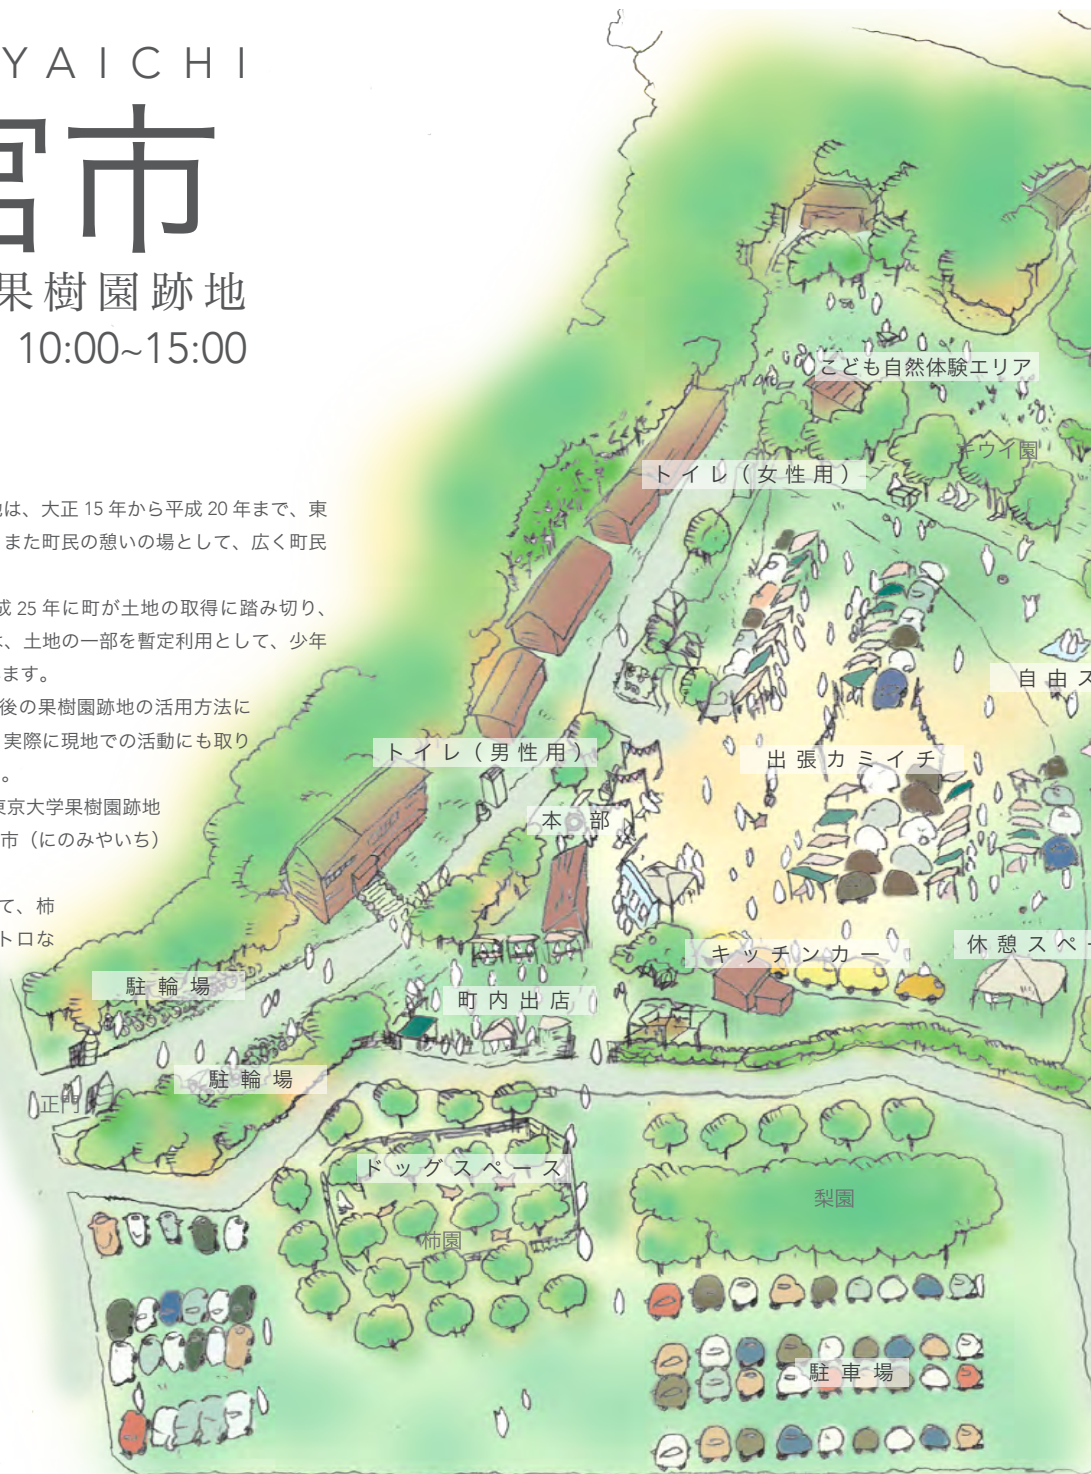 YAICHI
宮市
果樹園跡地
10:00~15:00
地は、大正 15 年から平成 20 年まで、東
また町民の憩いの場として、広く町民
成 25 年に町が土地の取得に踏み切り、
は、土地の一部を暫定利用として、少年
ます。
後の果樹園跡地の活用方法に
実際に現地での活動にも取り
。
東京大学果樹園跡地
市（にのみやいち）
て、柿
トロな
こども自然体験エリア
キウイ園
トイレ（女性用）
自由ス
トイレ（男性用）
出張カミイチ
本部
キッチンカー
休憩スペー
駐輪場
町内出店
駐輪場
正門
ドッグスペース
梨園
柿園
駐車場